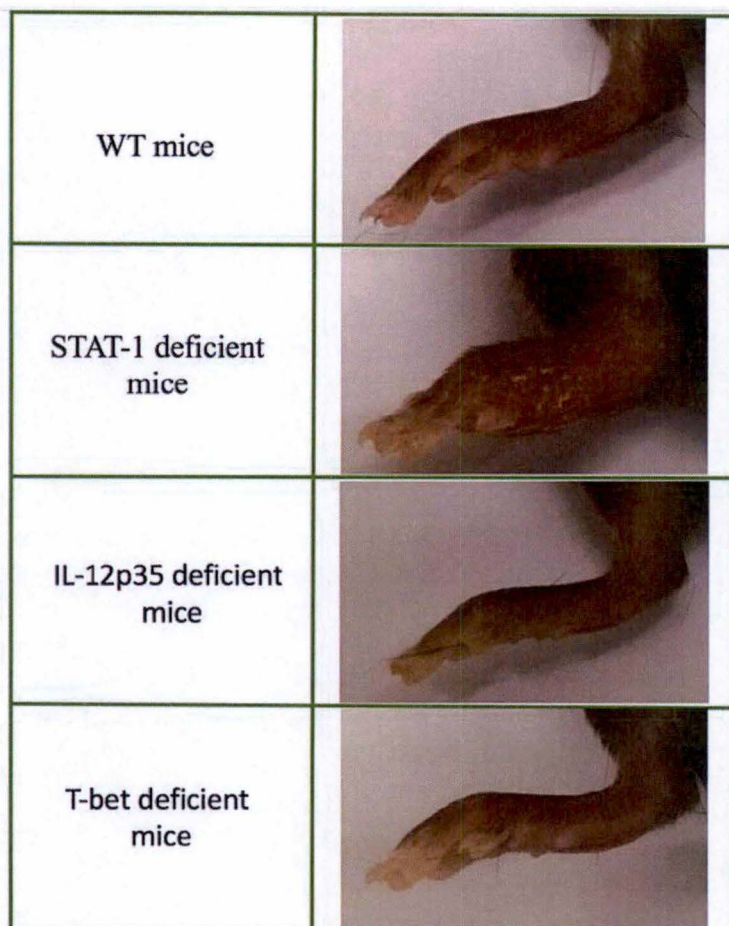 WT mice
STAT-1 deficient
mice
IL-12p35 deficient
mice
T-bet deficient
mice